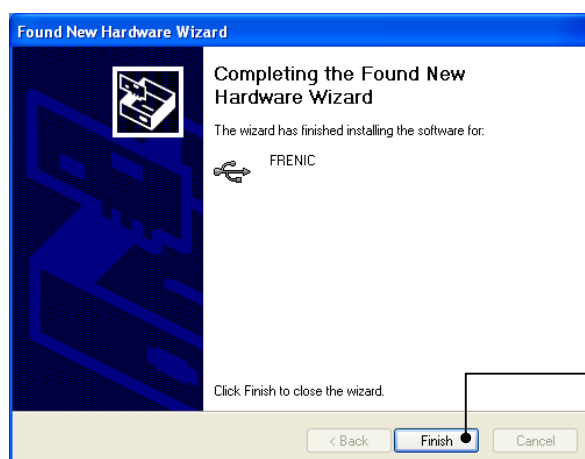 Found New Hardware Wizard
Completing the Found New
Hardware Wizard
The wizard has finished installing the software for:
FRENIC
Click Finish to close the wizard.
< Back Finish Cancel